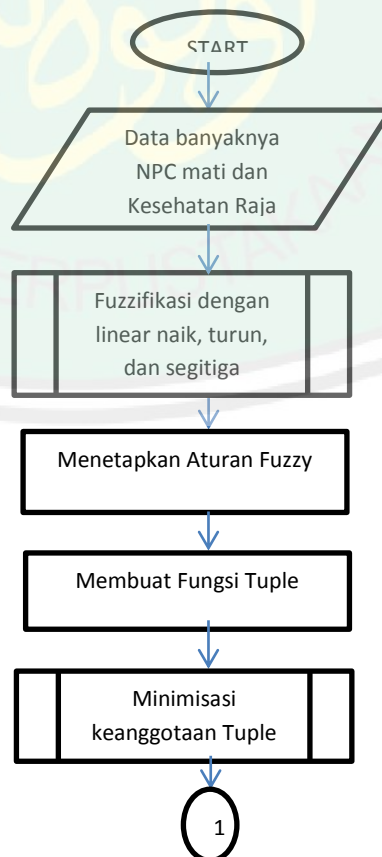 START
Data banyaknya
NPC mati dan
Kesehatan Raja
Fuzzifikasi dengan
linear naik, turun,
dan segitiga
Menetapkan Aturan Fuzzy
Membuat Fungsi Tuple
Minimisasi
keanggotaan Tuple
1